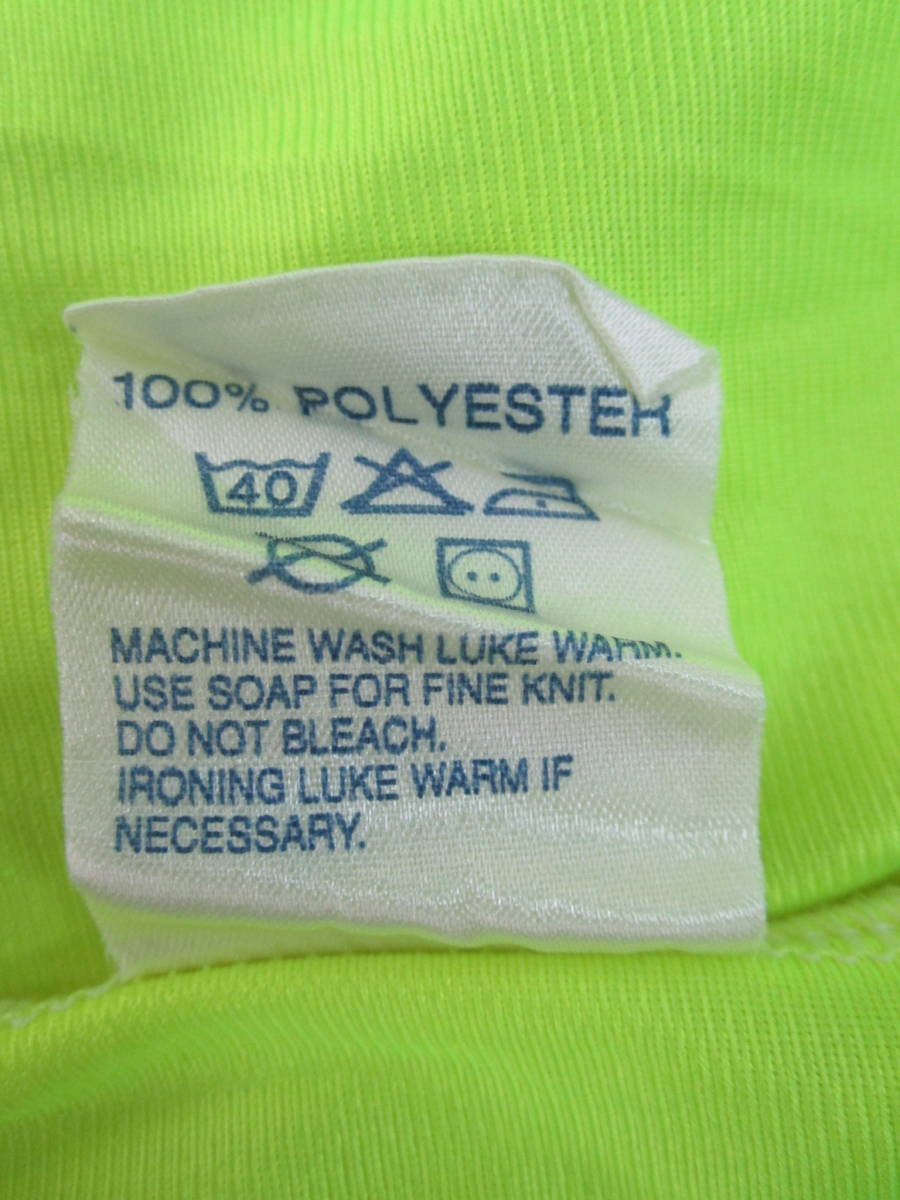 100% POLYESTER
40
MACHINE WASH LUKE WARM.
USE SOAP FOR FINE KNIT.
DO NOT BLEACH.
IRONING LUKE WARM IF
NECESSARY.